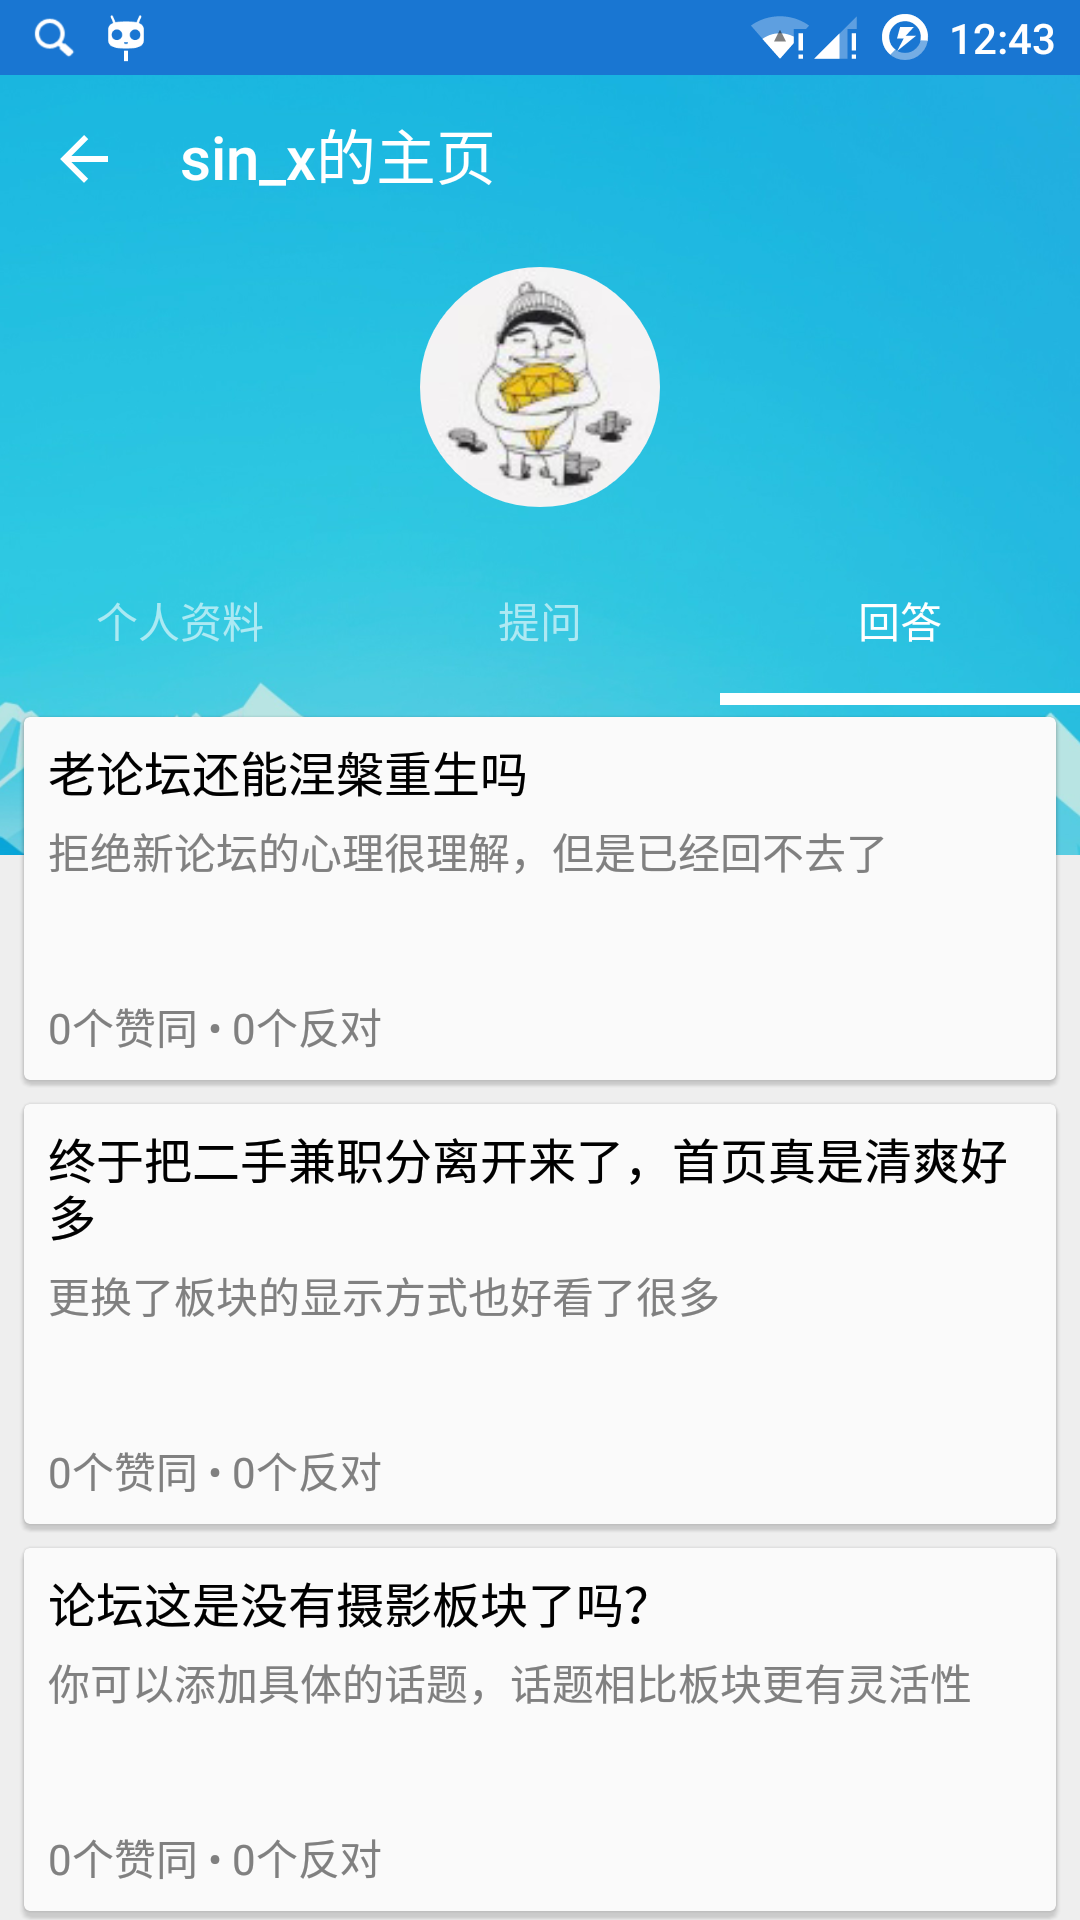 12:43
sin_x的主页
个人资料
提问
回答
老论坛还能涅槃重生吗
拒绝新论坛的心理很理解，但是已经回不去了
0个赞同 • 0个反对
终于把二手兼职分离开来了，首页真是清爽好
多
更换了板块的显示方式也好看了很多
0个赞同 • 0个反对
论坛这是没有摄影板块了吗？
你可以添加具体的话题，话题相比板块更有灵活性
0个赞同 • 0个反对